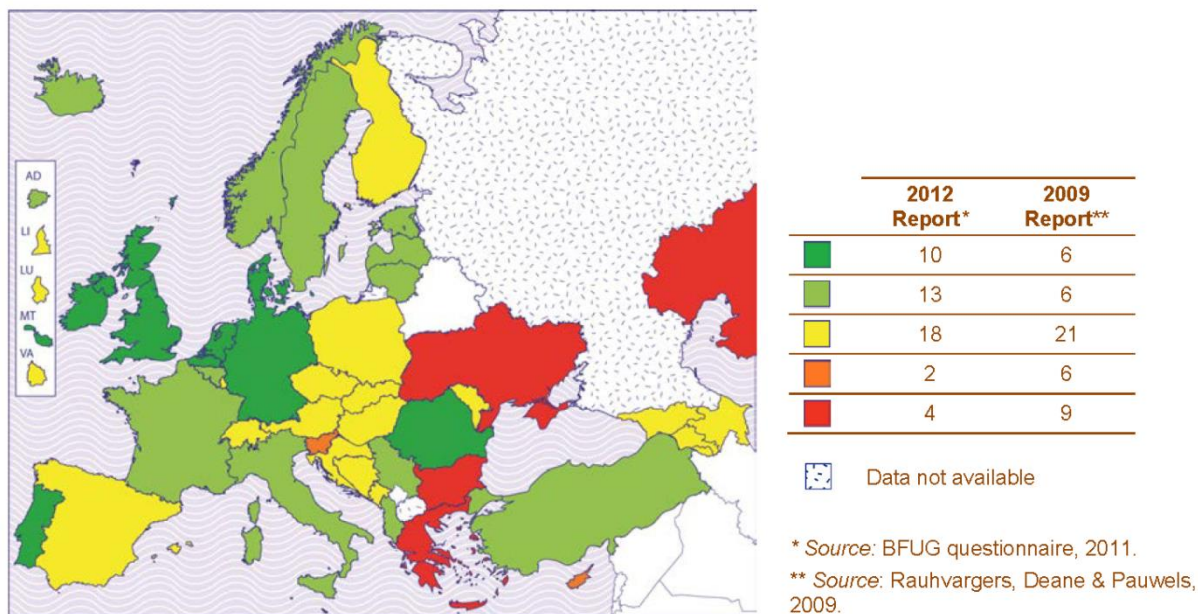 AD
LI
LU
MT
VA
2012 Report* 2009 Report**
10 6
13 6
18 21
2 6
4 9
Data not available
* Source: BFUG questionnaire, 2011.
** Source: Rauhvargers, Deane & Pauwels,
2009.